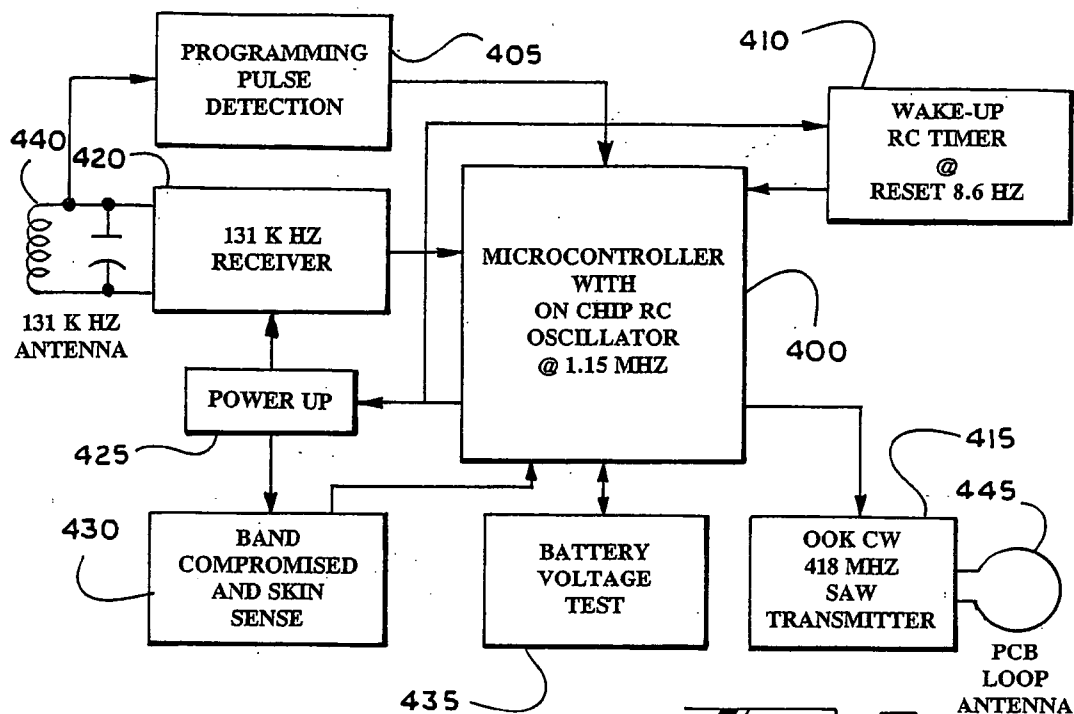 PROGRAMMING
PULSE
DETECTION
405
410
WAKE-UP
RC TIMER
@
RESET 8.6 HZ
440
420
131 K HZ
RECEIVER
131 K HZ
ANTENNA
MICROCONTROLLER
WITH
ON CHIP RC
OSCILLATOR
@ 1.15 MHZ
400
POWER UP
425
430
BAND
COMPROMISED
AND SKIN
SENSE
BATTERY
VOLTAGE
TEST
435
415
OOK CW
418 MHZ
SAW
TRANSMITTER
445
PCB
LOOP
ANTENNA